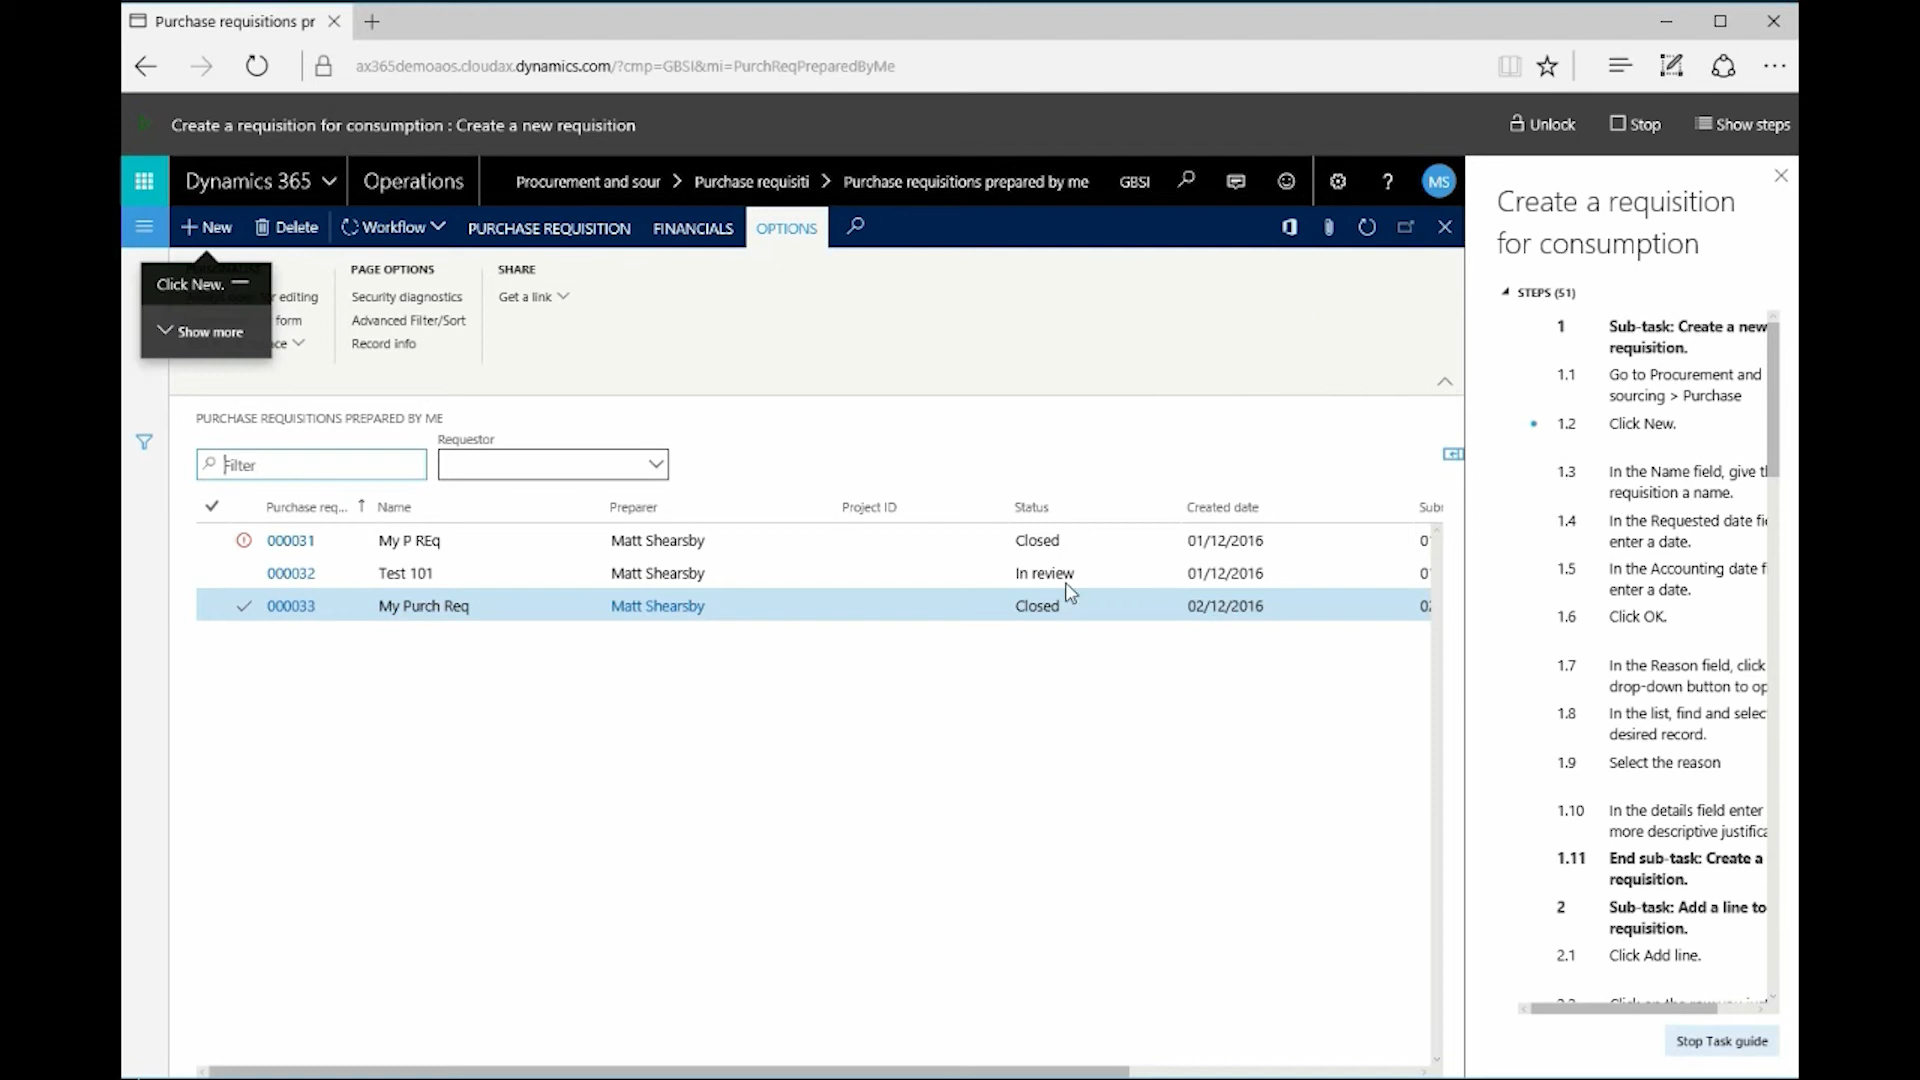 Purchase requisitions pr
ax365demoaos.cloudax.dynamics.com/?cmp=GBSI&mi=PurchReqPreparedByMe
Create a requisition for consumption : Create a new requisition
Unlock
Stop
Show steps
Dynamics 365
Operations
Procurement and sour > Purchase requisiti > Purchase requisitions prepared by me
GBSI
?
MS
New
Delete
Workflow
PURCHASE REQUISITION
FINANCIALS
OPTIONS
Click New.
Show more
editing
form
PAGE OPTIONS
Security diagnostics
Advanced Filter/Sort
Record info
SHARE
Get a link
PURCHASE REQUISITIONS PREPARED BY ME
Requestor
Filter
Purchase req... Name Preparer Project ID Status Created date
000031 My P REq Matt Shearsby Closed 01/12/2016
000032 Test 101 Matt Shearsby In review 01/12/2016
000033 My Purch Req Matt Shearsby Closed 02/12/2016
Create a requisition
for consumption
STEPS (51)
1 Sub-task: Create a new
requisition.
1.1 Go to Procurement and
sourcing > Purchase
1.2 Click New.
1.3 In the Name field, give
requisition a name.
1.4 In the Requested date
enter a date.
1.5 In the Accounting date
enter a date.
1.6 Click OK.
1.7 In the Reason field, click
drop-down button to
1.8 In the list, find and
desired record.
1.9 Select the reason
1.10 In the details field enter
more descriptive
1.11 End sub-task: Create a
requisition.
2 Sub-task: Add a line to
requisition.
2.1 Click Add line.
Stop Task guide